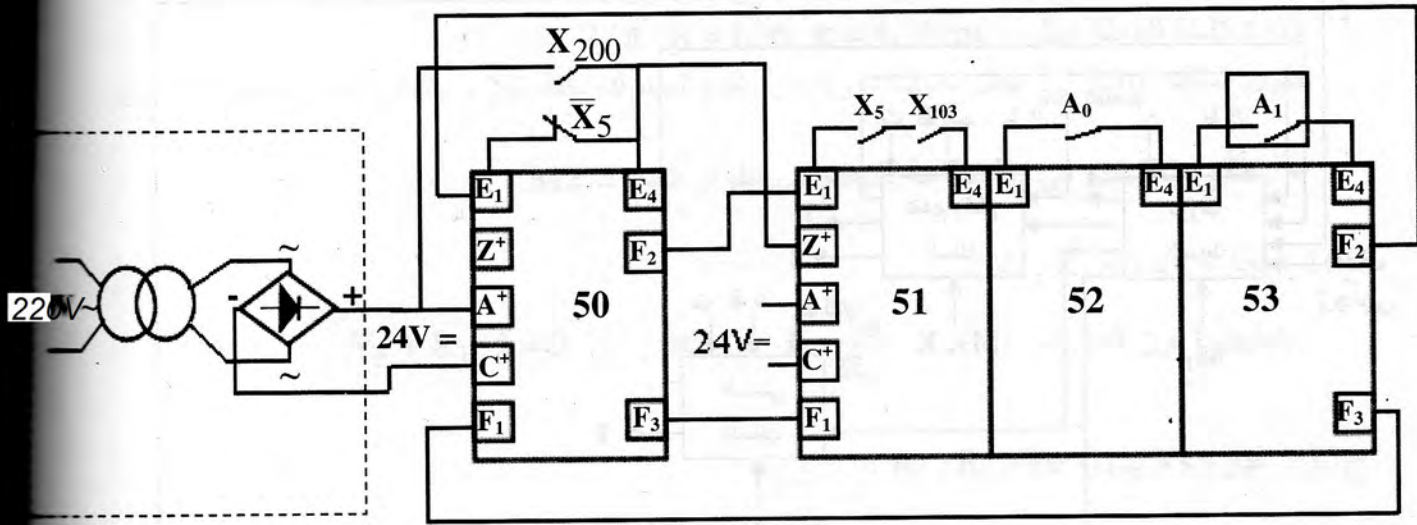 X200
X̅5
X5 X103 A0 A1
E1 E4 E1 E4 E1 E4 E1 E4
Z+ F2 Z+ F2
220V~ ~ - + A+ 50 A+ 51 52 53
24V = 24V=
~ C+ C+
F1 F3 F1 F3